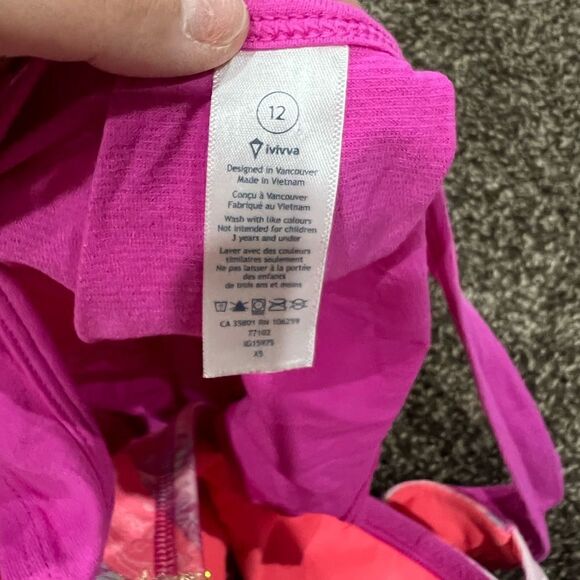 12
ivivva
Designed in Vancouver
Made in Vietnam
Conçu à Vancouver
Fabriqué au Vietnam
Wash with like colours
Not intended for children
3 years and under
Laver avec des couleurs
similaires seulement
Ne pas laisser à la portée
des enfants
de trois ans et moins
CA 35801 RN 106259
77102
XS